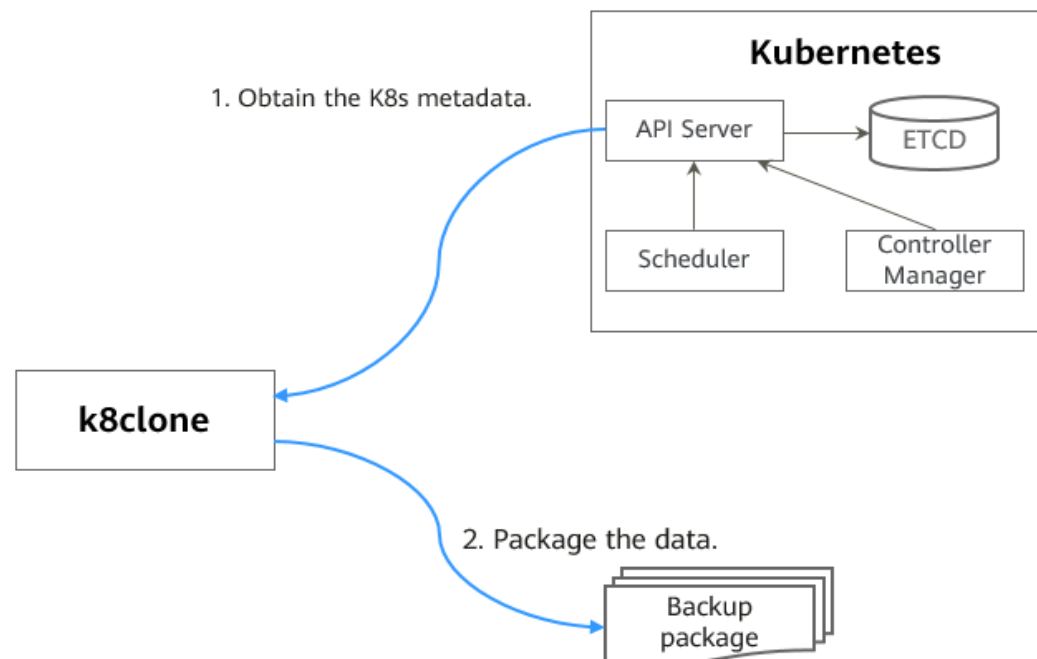 Kubernetes
1. Obtain the K8s metadata.
API Server
ETCD
Scheduler
Controller
Manager
k8clone
2. Package the data.
Backup
package